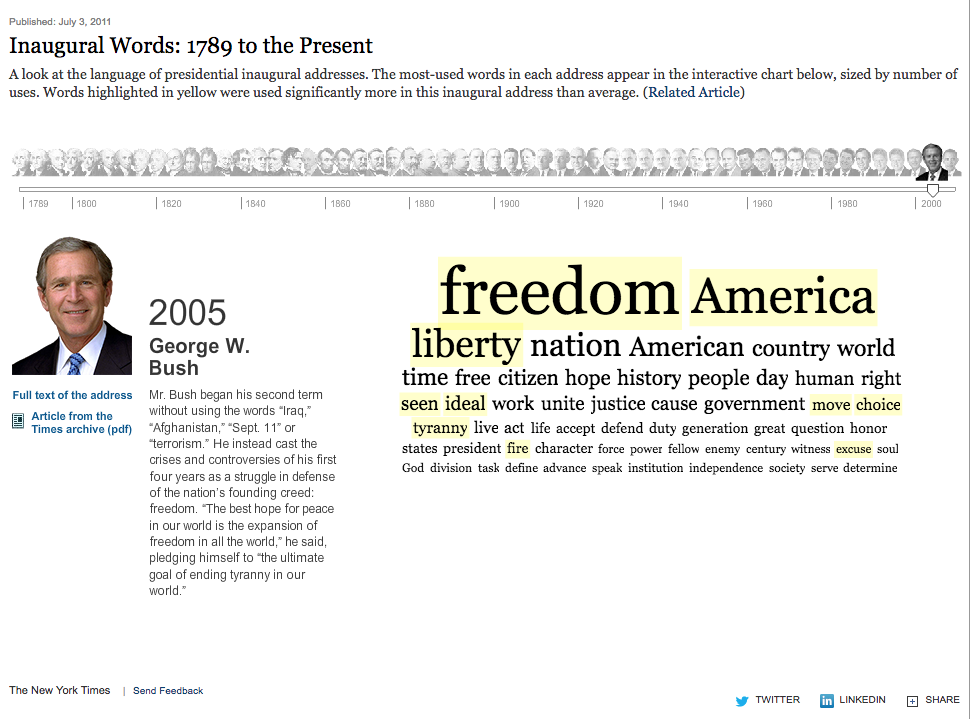 Published: July 3, 2011
Inaugural Words: 1789 to the Present
A look at the language of presidential inaugural addresses. The most-used words in each address appear in the interactive chart below, sized by number of
uses. Words highlighted in yellow were used significantly more in this inaugural address than average. (Related Article)
1789 1800 1820 1840 1860 1880 1900 1920 1940 1960 1980 2000
2005
George W.
Bush
Full text of the address
Article from the
Times archive (pdf)
Mr. Bush began his second term
without using the words “Iraq,”
“Afghanistan,” “Sept. 11” or
“terrorism.” He instead cast the
crises and controversies of his first
four years as a struggle in defense
of the nation’s founding creed:
freedom. “The best hope for peace
in our world is the expansion of
freedom in all the world,” he said,
pledging himself to “the ultimate
goal of ending tyranny in our
world.”
freedom America
liberty nation American country world
time free citizen hope history people day human right
seen ideal work unite justice cause government move choice
tyranny live act life accept defend duty generation great question honor
states president fire character force power fellow enemy century witness excuse soul
God division task define advance speak institution independence society serve determine
The New York Times | Send Feedback
TWITTER LINKEDIN SHARE